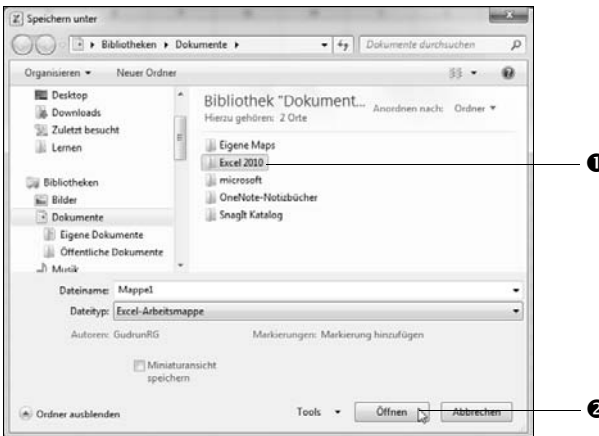 Speichern unter
Bibliotheken ▸ Dokumente ▸
Dokumente durchsuchen
Organisieren ▾ Neuer Ordner
Desktop
Downloads
Zuletzt besucht
Lernen
Bibliotheken
Bilder
Dokumente
Eigene Dokumente
Öffentliche Dokumente
Musik
Bibliothek "Dokument...
Hierzu gehören: 2 Orte
Anordnen nach: Ordner ▾
Eigene Maps
Excel 2010
microsoft
OneNote-Notizbücher
SnagIt Katalog
❶
Dateiname: Mappe1
Dateityp: Excel-Arbeitsmappe
Autoren: GudrunRG Markierungen: Markierung hinzufügen
Miniaturansicht
speichern
Ordner ausblenden Tools ▾ Öffnen Abbrechen
❷